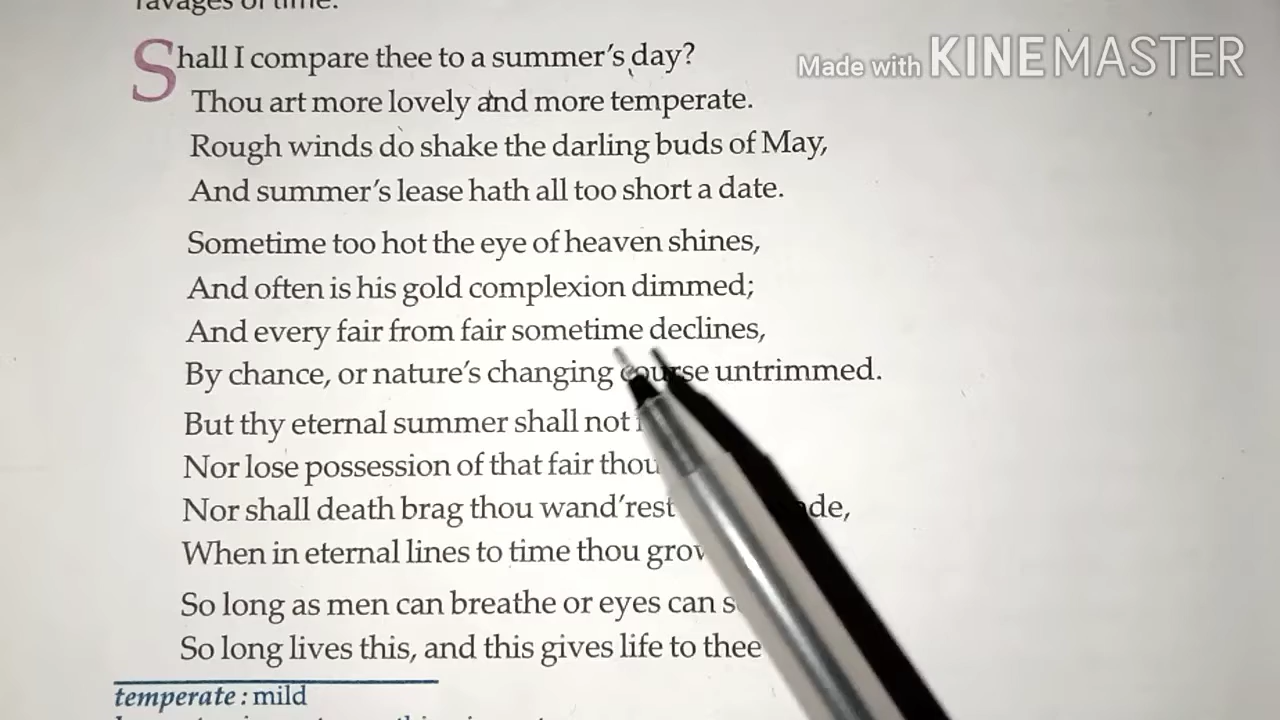 ravages of time.
Made with KINEMASTER
Shall I compare thee to a summer's day?
Thou art more lovely and more temperate.
Rough winds do shake the darling buds of May,
And summer's lease hath all too short a date.
Sometime too hot the eye of heaven shines,
And often is his gold complexion dimmed;
And every fair from fair sometime declines,
By chance, or nature's changing course untrimmed.
But thy eternal summer shall not
Nor lose possession of that fair thou
Nor shall death brag thou wand'rest
When in eternal lines to time thou
So long as men can breathe or eyes can
So long lives this, and this gives life to thee
temperate : mild